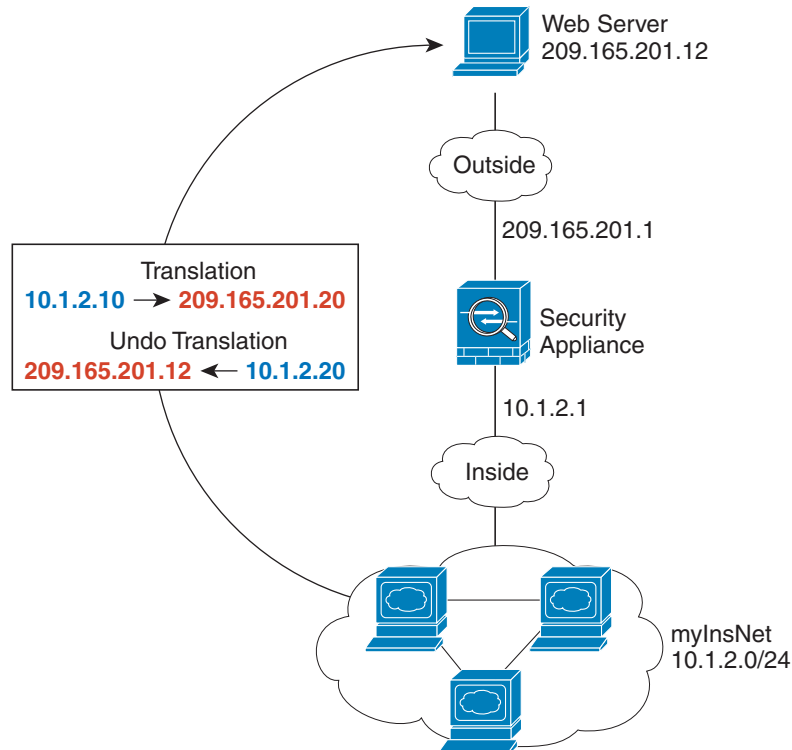 Web Server
209.165.201.12
Outside
209.165.201.1
Translation
10.1.2.10 → 209.165.201.20
Undo Translation
209.165.201.12 ← 10.1.2.20
Security
Appliance
10.1.2.1
Inside
myInsNet
10.1.2.0/24